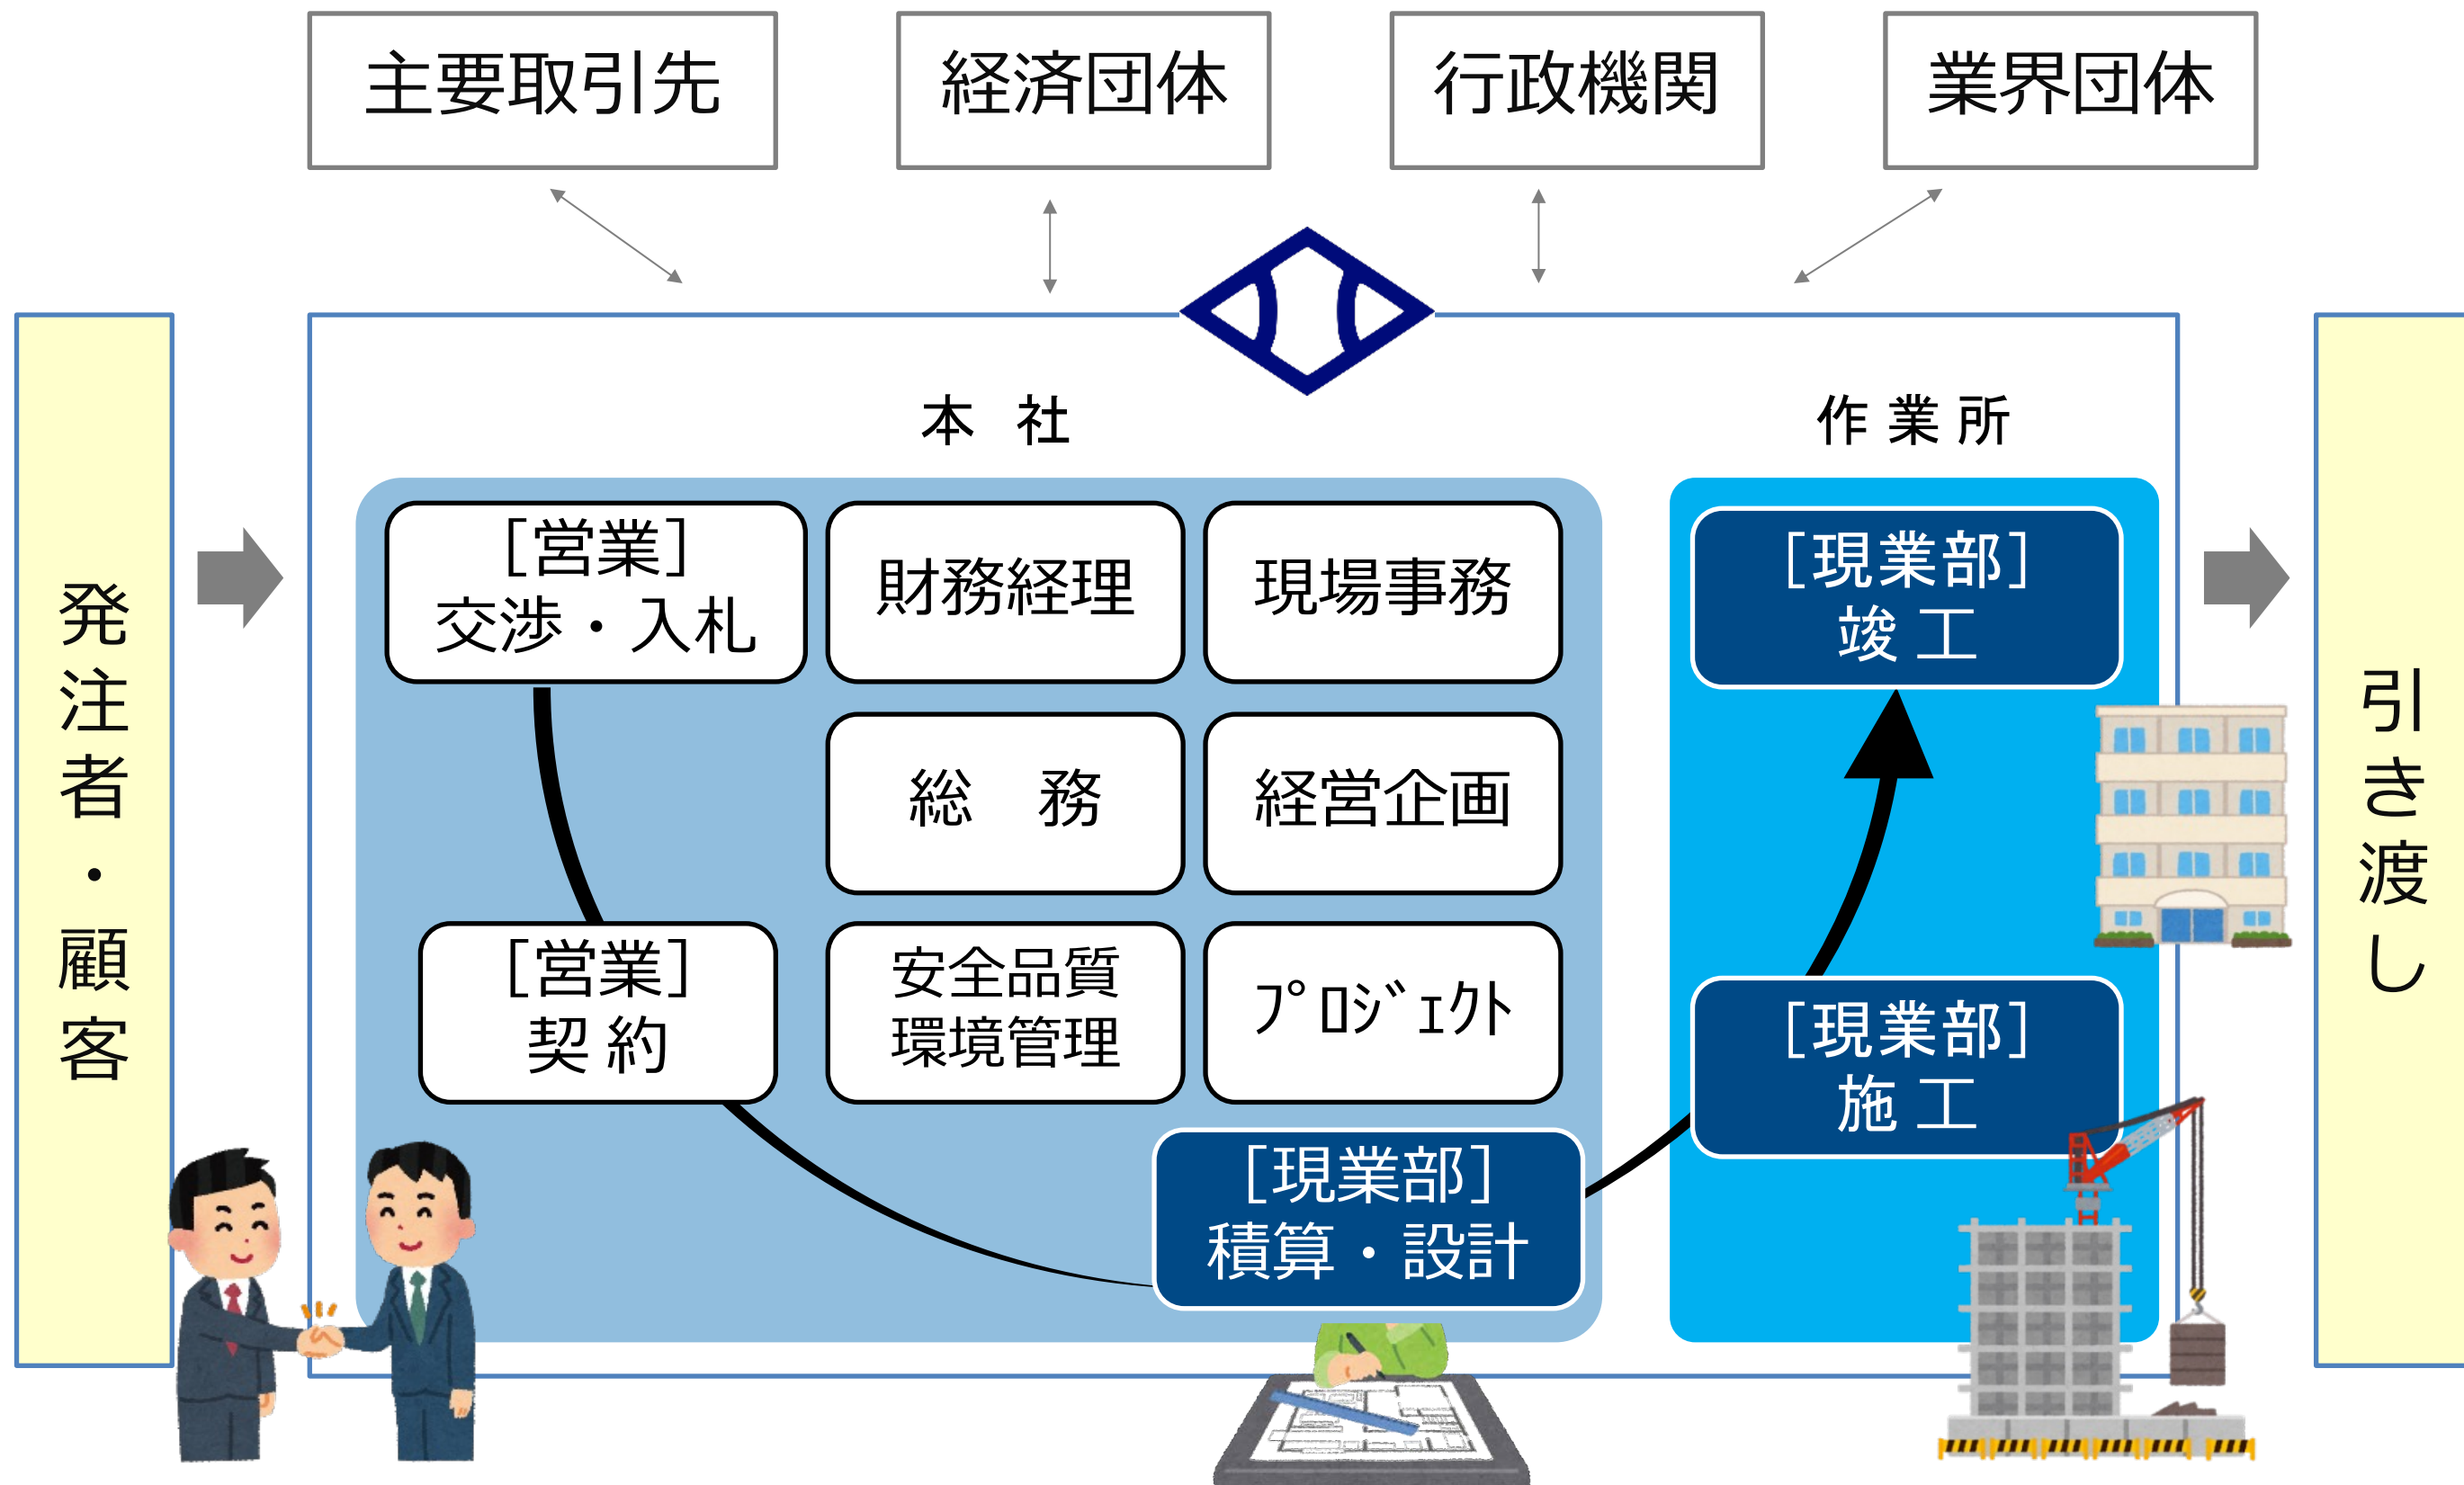 主要取引先
経済団体
行政機関
業界団体
発注者・顧客
本 社
作 業 所
［営業］
交渉・入札
財務経理
現場事務
［現業部］
竣 工
総　務
経営企画
［営業］
契 約
安全品質
環境管理
ﾌﾟﾛｼﾞｪｸﾄ
［現業部］
施 工
［現業部］
積算・設計
引き渡し